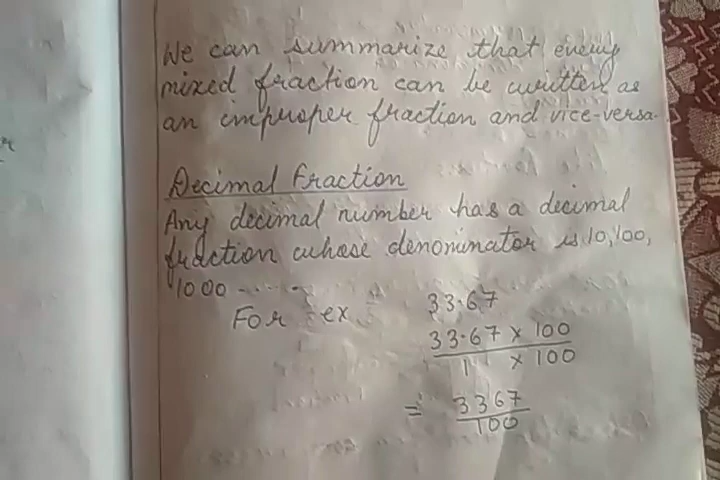 We can summarize that every
mixed fraction can be written as
an improper fraction and vice-versa.
Decimal Fraction
Any decimal number has a decimal
fraction whose denominator is 10,100,
1000 ......
For ex 33.67
33.67 x 100
1 x 100
= 3367
100